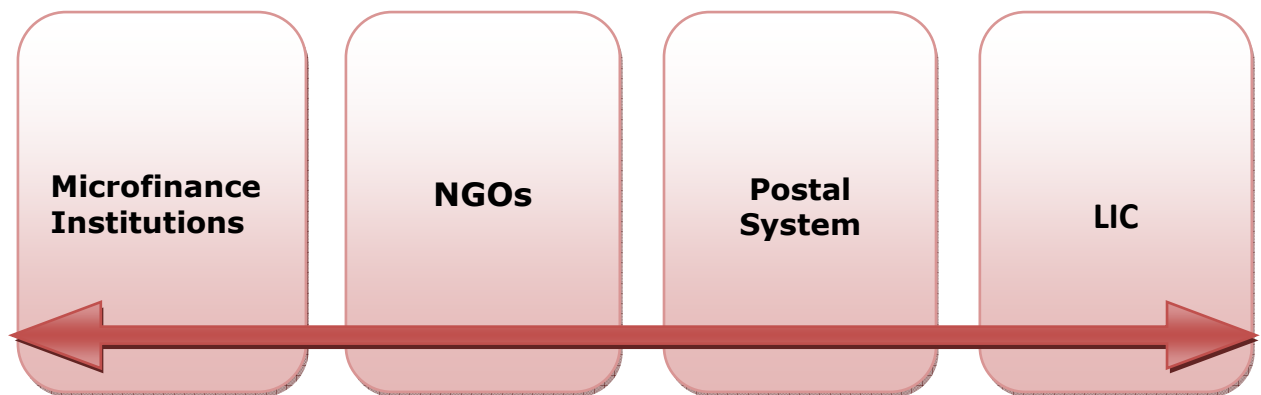 Microfinance
Institutions
NGOs
Postal
System
LIC